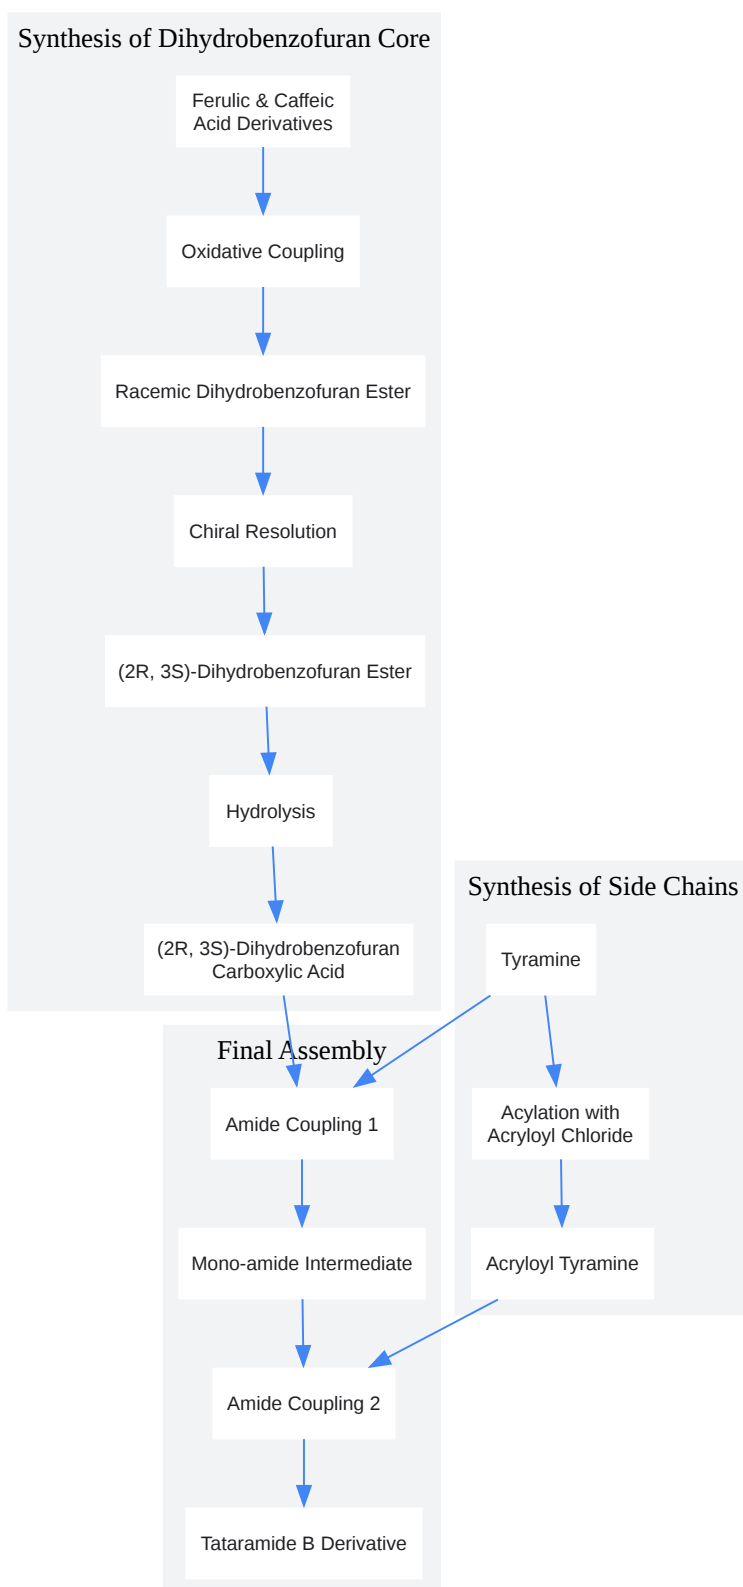 Synthesis of Dihydrobenzofuran Core
Ferulic & Caffeic
Acid Derivatives
Oxidative Coupling
Racemic Dihydrobenzofuran Ester
Chiral Resolution
(2R, 3S)-Dihydrobenzofuran Ester
Hydrolysis
(2R, 3S)-Dihydrobenzofuran
Carboxylic Acid
Synthesis of Side Chains
Tyramine
Acylation with
Acryloyl Chloride
Acryloyl Tyramine
Final Assembly
Amide Coupling 1
Mono-amide Intermediate
Amide Coupling 2
Tataramide B Derivative